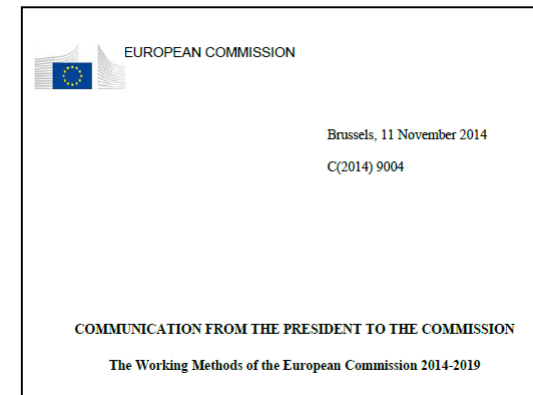 EUROPEAN COMMISSION
Brussels, 11 November 2014
C(2014) 9004
COMMUNICATION FROM THE PRESIDENT TO THE COMMISSION
The Working Methods of the European Commission 2014-2019